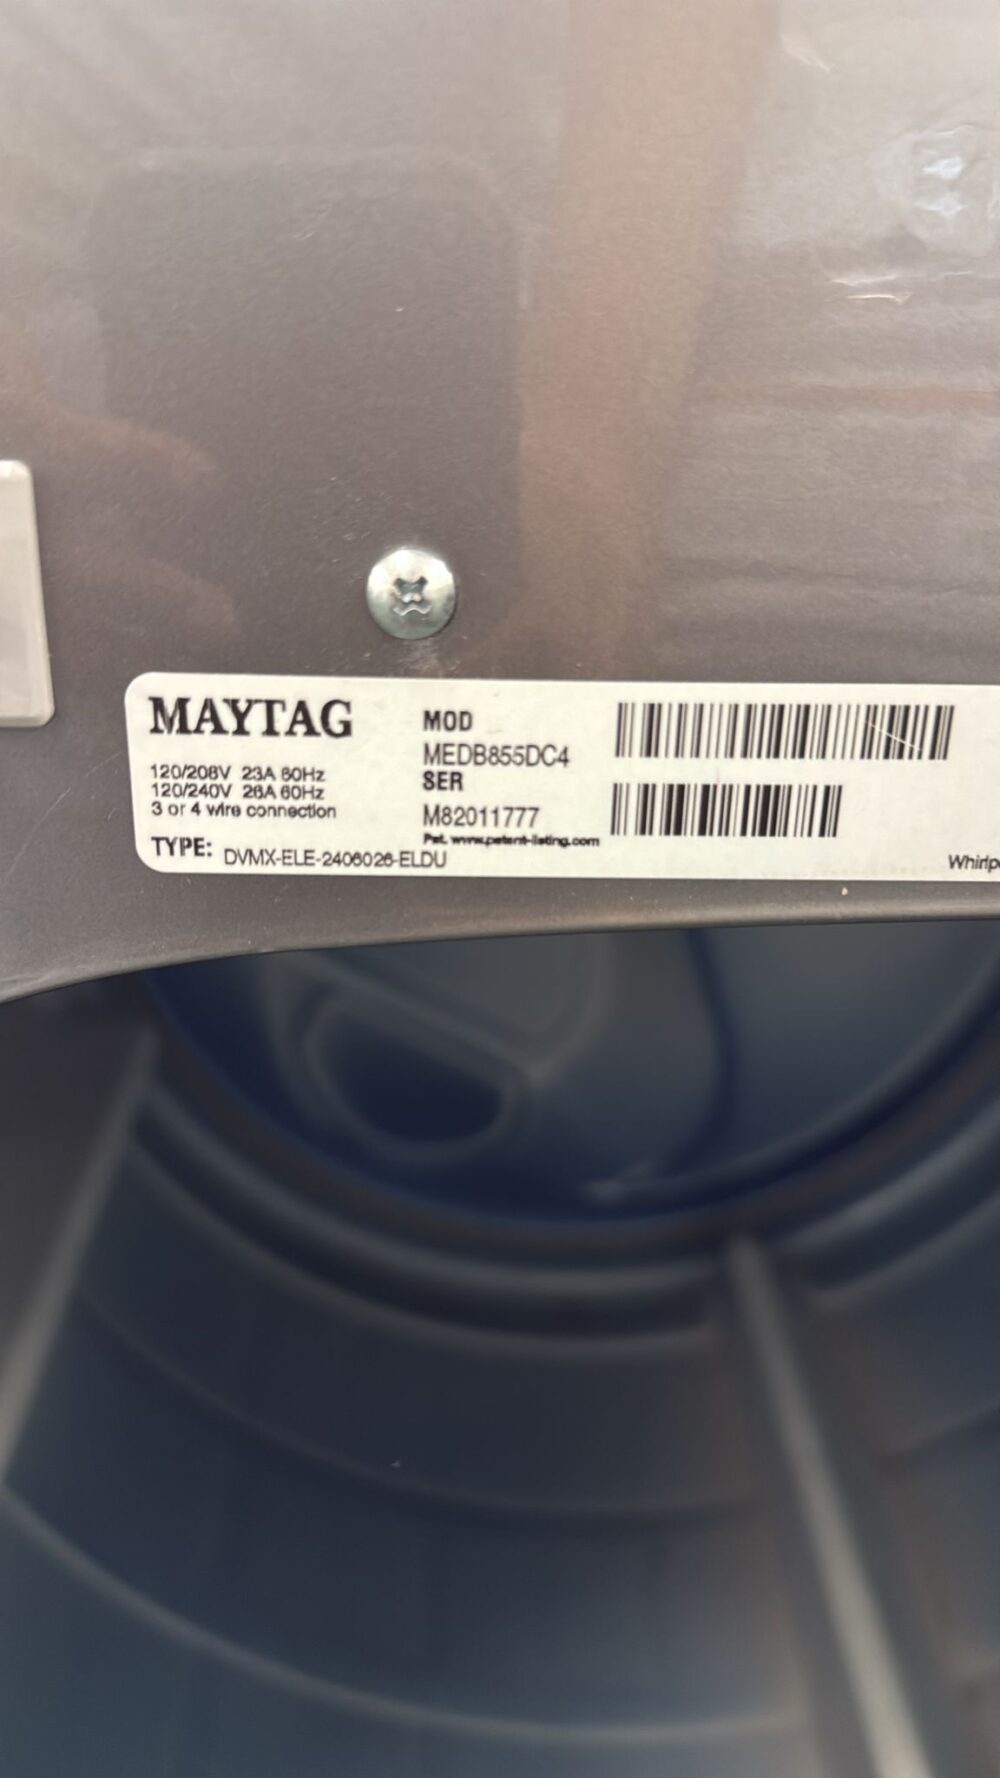 MAYTAG
120/208V 23A 60Hz
120/240V 26A 60Hz
3 or 4 wire connection
TYPE: DVMX-ELE-2406026-ELDU
MOD
MEDB855DC4
SER
M82011777
Pat. www.patent-listing.com
Whirlpo